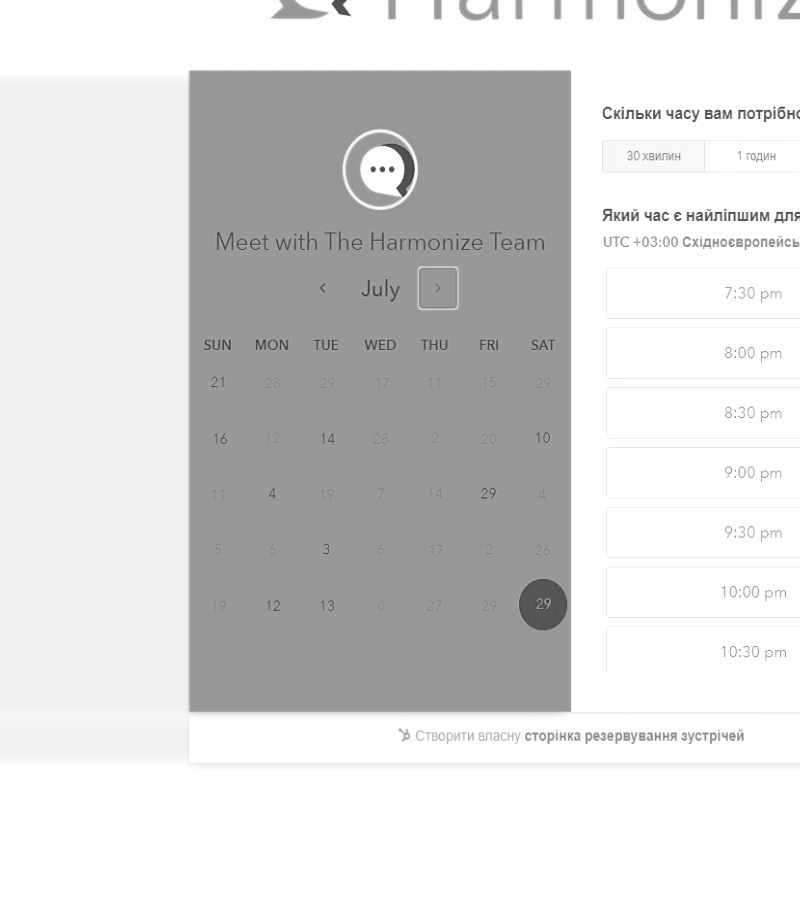 Harmoniz
Meet with The Harmonize Team
July
SUN MON TUE WED THU FRI SAT
21 28 29 17 11 15 29
16 12 14 28 2 20 10
11 4 19 7 14 29 4
5 6 3 6 17 2 26
19 12 13 8 27 29 29
Скільки часу вам потрібно
30 хвилин 1 годин
Який час є найліпшим для
UTC +03:00 Східноєвропейсь
7:30 pm
8:00 pm
8:30 pm
9:00 pm
9:30 pm
10:00 pm
10:30 pm
Створити власну сторінка резервування зустрічей